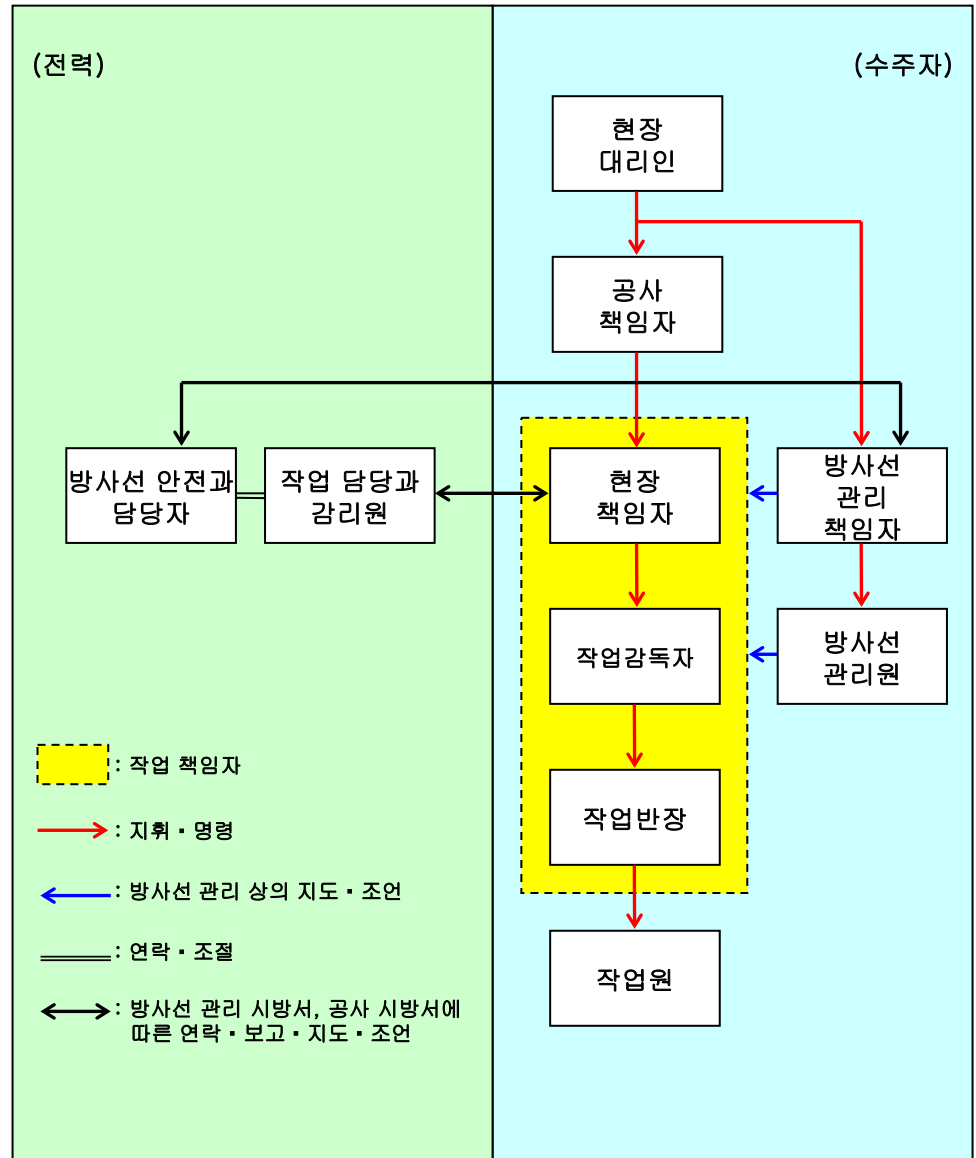 (전력)
(수주자)
현장
대리인
공사
책임자
방사선 안전과
담당자
작업 담당과
감리원
현장
책임자
방사선
관리
책임자
작업감독자
방사선
관리원
작업반장
작업원
: 작업 책임자
: 지휘・명령
: 방사선 관리 상의 지도・조언
: 연락・조절
: 방사선 관리 시방서, 공사 시방서에
따른 연락・보고・지도・조언